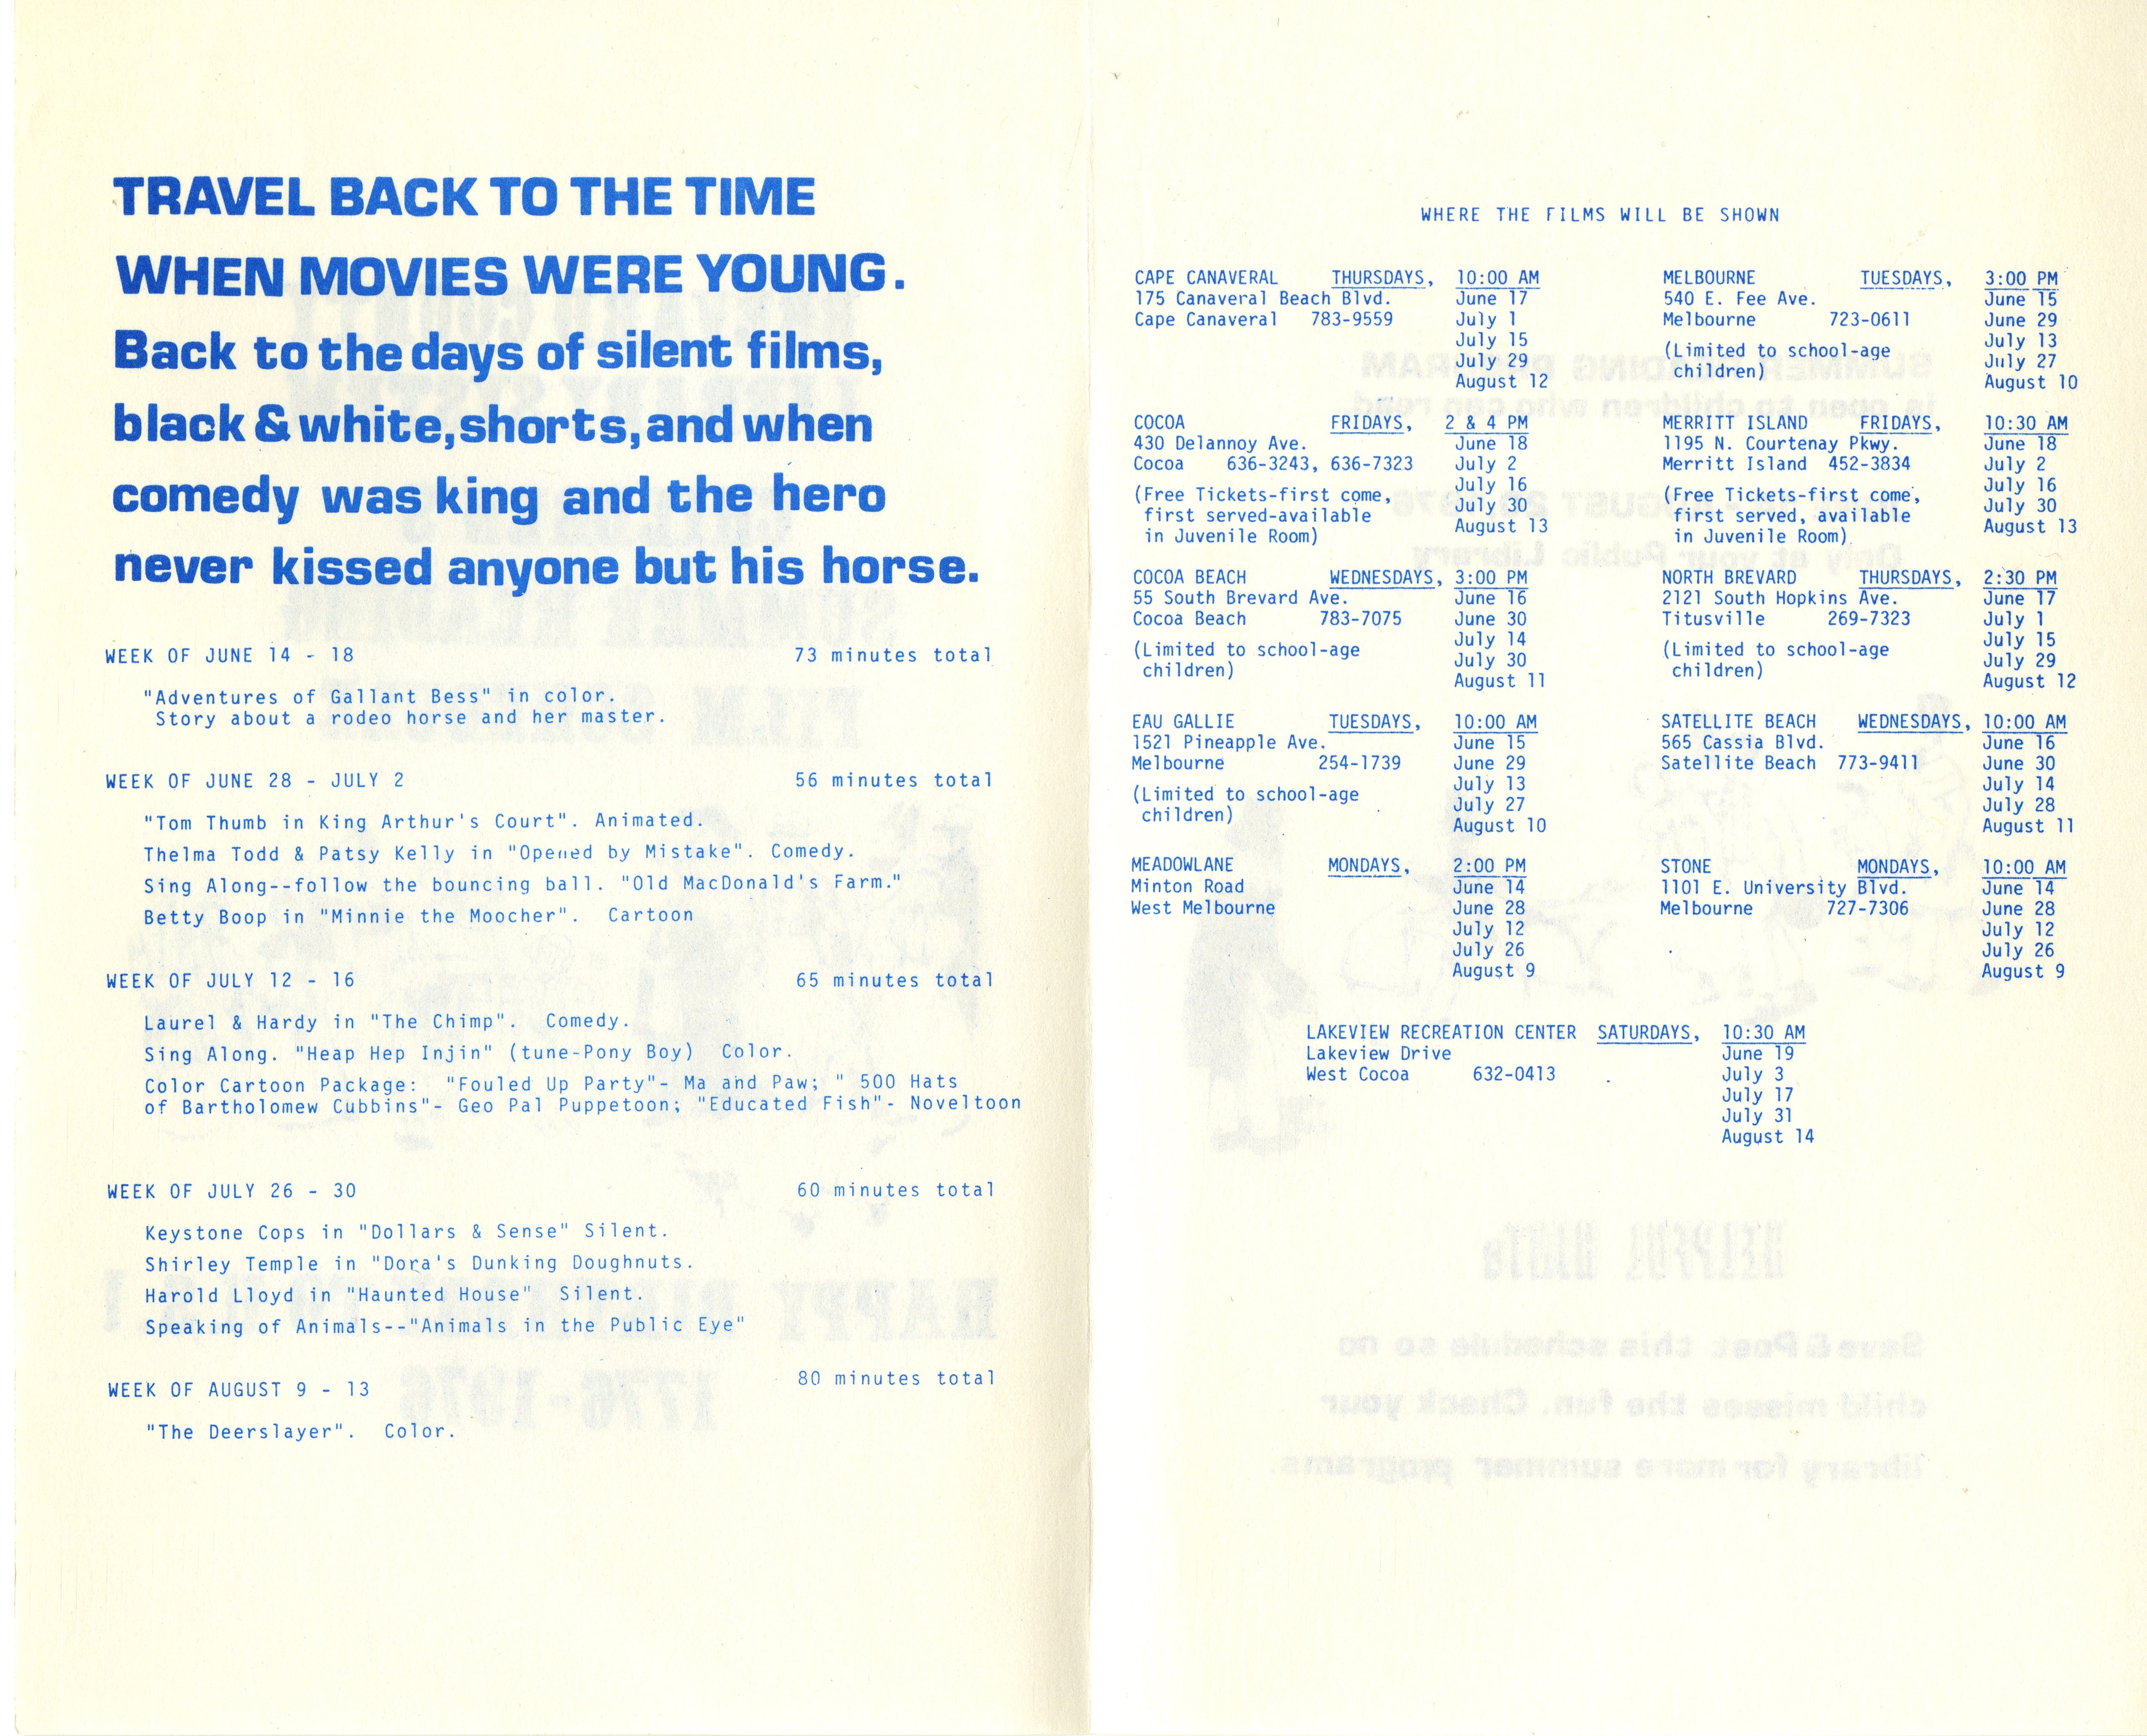 TRAVEL BACK TO THE TIME
WHEN MOVIES WERE YOUNG.
Back to the days of silent films,
black & white, shorts, and when
comedy was king and the hero
never kissed anyone but his horse.
WEEK OF JUNE 14 - 18 73 minutes total
"Adventures of Gallant Bess" in color.
Story about a rodeo horse and her master.
WEEK OF JUNE 28 - JULY 2 56 minutes total
"Tom Thumb in King Arthur's Court". Animated.
Thelma Todd & Patsy Kelly in "Opened by Mistake". Comedy.
Sing Along--follow the bouncing ball. "Old MacDonald's Farm."
Betty Boop in "Minnie the Moocher". Cartoon
WEEK OF JULY 12 - 16 65 minutes total
Laurel & Hardy in "The Chimp". Comedy.
Sing Along. "Heap Hep Injin" (tune-Pony Boy) Color.
Color Cartoon Package: "Fouled Up Party"- Ma and Paw; " 500 Hats
of Bartholomew Cubbins"- Geo Pal Puppetoon; "Educated Fish"- Noveltoon
WEEK OF JULY 26 - 30 60 minutes total
Keystone Cops in "Dollars & Sense" Silent.
Shirley Temple in "Dora's Dunking Doughnuts.
Harold Lloyd in "Haunted House" Silent.
Speaking of Animals--"Animals in the Public Eye"
WEEK OF AUGUST 9 - 13 80 minutes total
"The Deerslayer". Color.
WHERE THE FILMS WILL BE SHOWN
CAPE CANAVERAL THURSDAYS, 10:00 AM
175 Canaveral Beach Blvd. June 17
Cape Canaveral 783-9559 July 1
July 15
July 29
August 12
COCOA FRIDAYS, 2 & 4 PM
430 Delannoy Ave. June 18
Cocoa 636-3243, 636-7323 July 2
(Free Tickets-first come, July 16
first served-available July 30
in Juvenile Room) August 13
COCOA BEACH WEDNESDAYS, 3:00 PM
55 South Brevard Ave. June 16
Cocoa Beach 783-7075 June 30
(Limited to school-age July 14
children) July 30
August 11
EAU GALLIE TUESDAYS, 10:00 AM
1521 Pineapple Ave. June 15
Melbourne 254-1739 June 29
(Limited to school-age July 13
children) July 27
August 10
MEADOWLANE MONDAYS, 2:00 PM
Minton Road June 14
West Melbourne June 28
July 12
July 26
August 9
MELBOURNE TUESDAYS, 3:00 PM
540 E. Fee Ave. June 15
Melbourne 723-0611 June 29
(Limited to school-age July 13
children) July 27
August 10
MERRITT ISLAND FRIDAYS, 10:30 AM
1195 N. Courtenay Pkwy. June 18
Merritt Island 452-3834 July 2
(Free Tickets-first come, July 16
first served, available July 30
in Juvenile Room) August 13
NORTH BREVARD THURSDAYS, 2:30 PM
2121 South Hopkins Ave. June 17
Titusville 269-7323 July 1
(Limited to school-age July 15
children) July 29
August 12
SATELLITE BEACH WEDNESDAYS, 10:00 AM
565 Cassia Blvd. June 16
Satellite Beach 773-9411 June 30
July 14
July 28
August 11
STONE MONDAYS, 10:00 AM
1101 E. University Blvd. June 14
Melbourne 727-7306 June 28
July 12
July 26
August 9
LAKEVIEW RECREATION CENTER SATURDAYS, 10:30 AM
Lakeview Drive June 19
West Cocoa 632-0413 July 3
July 17
July 31
August 14